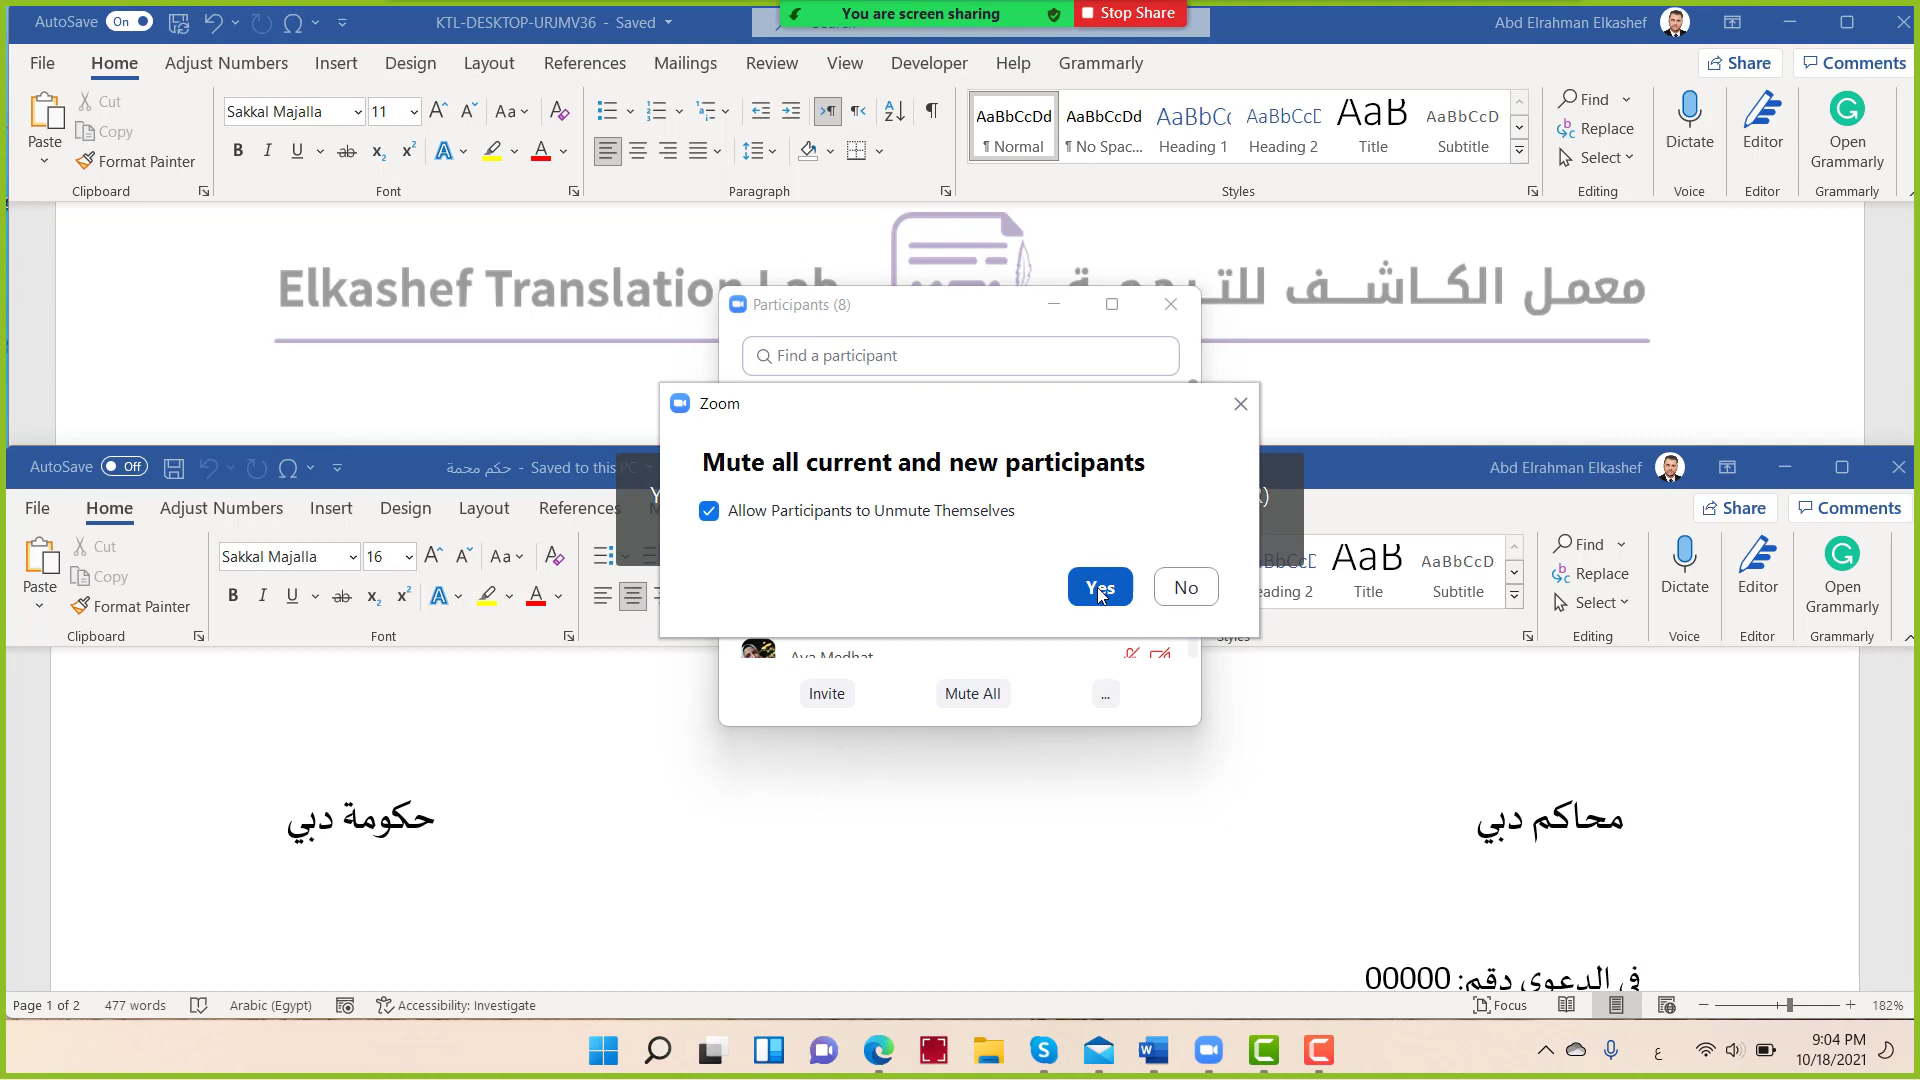 AutoSave On KTL-DESKTOP-URJMV36 - Saved Abd Elrahman Elkashef
You are screen sharing Stop Share
File Home Adjust Numbers Insert Design Layout References Mailings Review View Developer Help Grammarly Share Comments
Paste Cut Copy Format Painter
Sakkal Majalla 11
AaBbCcDd AaBbCcDd AaBbCc AaBbCcD AaB AaBbCcD
¶ Normal ¶ No Spac... Heading 1 Heading 2 Title Subtitle
Find Replace Select
Dictate Editor Open Grammarly
Clipboard Font Paragraph Styles Editing Voice Editor Grammarly
Elkashef Translation Lab
معمل الكاشف للترجمة
Participants (8)
Find a participant
Zoom
Mute all current and new participants
Allow Participants to Unmute Themselves
Yes No
Aya Medhat
Invite Mute All ...
AutoSave Off حكم محمة - Saved to this PC Abd Elrahman Elkashef
File Home Adjust Numbers Insert Design Layout References Share Comments
Paste Cut Copy Format Painter
Sakkal Majalla 16
AaB AaBbCcD
eading 2 Title Subtitle
Find Replace Select
Dictate Editor Open Grammarly
Clipboard Font Styles Editing Voice Editor Grammarly
محاكم دبي
حكومة دبي
في الدعوى رقم: 00000
Page 1 of 2 477 words Arabic (Egypt) Accessibility: Investigate Focus 182%
ع 9:04 PM
10/18/2021